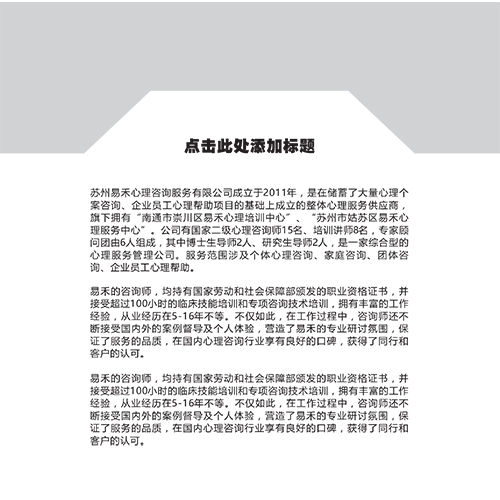 点击此处添加标题
苏州易禾心理咨询服务有限公司成立于2011年，是在储蓄了大量心理个
案咨询、企业员工心理帮助项目的基础上成立的整体心理服务供应商，
旗下拥有“南通市崇川区易禾心理培训中心”、“苏州市姑苏区易禾心
理服务中心”。公司有国家二级心理咨询师15名、培训讲师8名，专家顾
问团由6人组成，其中博士生导师2人、研究生导师2人，是一家综合型的
心理服务管理公司。服务范围涉及个体心理咨询、家庭咨询、团体咨
询、企业员工心理帮助。
易禾的咨询师，均持有国家劳动和社会保障部颁发的职业资格证书，并
接受超过100小时的临床技能培训和专项咨询技术培训，拥有丰富的工作
经验，从业经历在5-16年不等。不仅如此，在工作过程中，咨询师还不
断接受国内外的案例督导及个人体验，营造了易禾的专业研讨氛围，保
证了服务的品质，在国内心理咨询行业享有良好的口碑，获得了同行和
客户的认可。
易禾的咨询师，均持有国家劳动和社会保障部颁发的职业资格证书，并
接受超过100小时的临床技能培训和专项咨询技术培训，拥有丰富的工作
经验，从业经历在5-16年不等。不仅如此，在工作过程中，咨询师还不
断接受国内外的案例督导及个人体验，营造了易禾的专业研讨氛围，保
证了服务的品质，在国内心理咨询行业享有良好的口碑，获得了同行和
客户的认可。